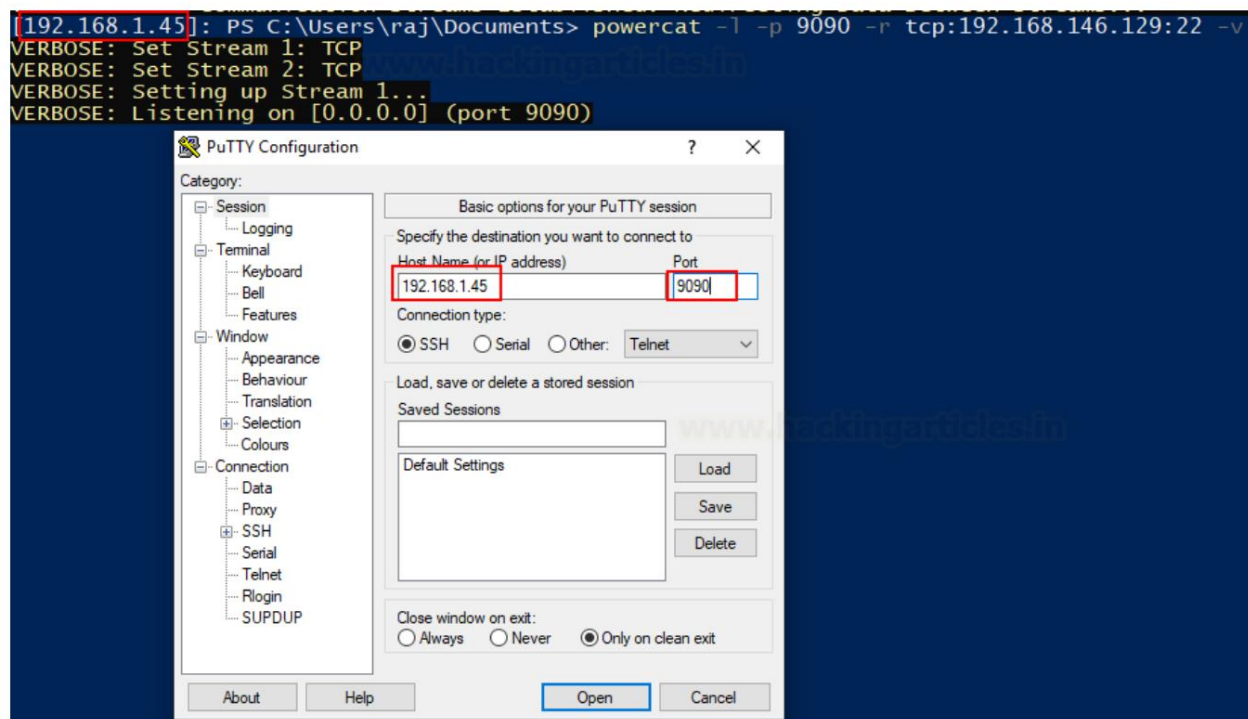 [192.168.1.45]: PS C:\Users\raj\Documents> powercat -l -p 9090 -r tcp:192.168.146.129:22 -v
VERBOSE: Set Stream 1: TCP
VERBOSE: Set Stream 2: TCP
www.hackingarticles.in
VERBOSE: Setting up Stream 1...
VERBOSE: Listening on [0.0.0.0] (port 9090)
PuTTY Configuration
?
Category:
Session
Logging
Terminal
Keyboard
Bell
Features
Window
Appearance
Behaviour
Translation
Selection
Colours
Connection
Data
Proxy
SSH
Serial
Telnet
Rlogin
SUPDUP
Basic options for your PuTTY session
Specify the destination you want to connect to
Host Name (or IP address) Port
192.168.1.45 9090
Connection type:
SSH Serial Other: Telnet
Load, save or delete a stored session
Saved Sessions
Default Settings
Load
Save
Delete
Close window on exit:
Always Never Only on clean exit
About Help Open Cancel
www.hackingarticles.in